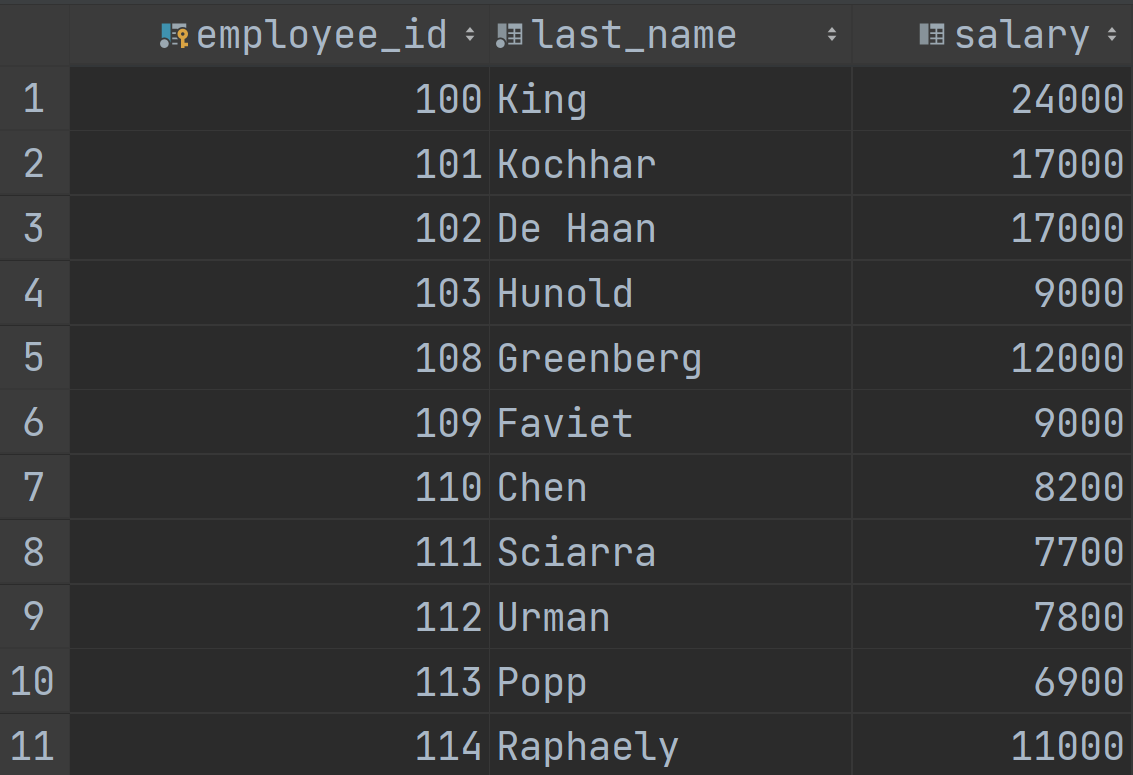 employee_id last_name salary
1 100 King 24000
2 101 Kochhar 17000
3 102 De Haan 17000
4 103 Hunold 9000
5 108 Greenberg 12000
6 109 Faviet 9000
7 110 Chen 8200
8 111 Sciarra 7700
9 112 Urman 7800
10 113 Popp 6900
11 114 Raphaely 11000